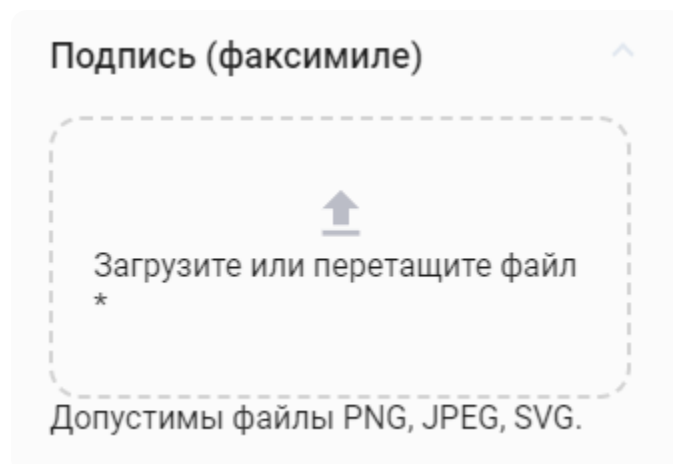 Подпись (факсимиле)
Загрузите или перетащите файл
*
Допустимы файлы PNG, JPEG, SVG.